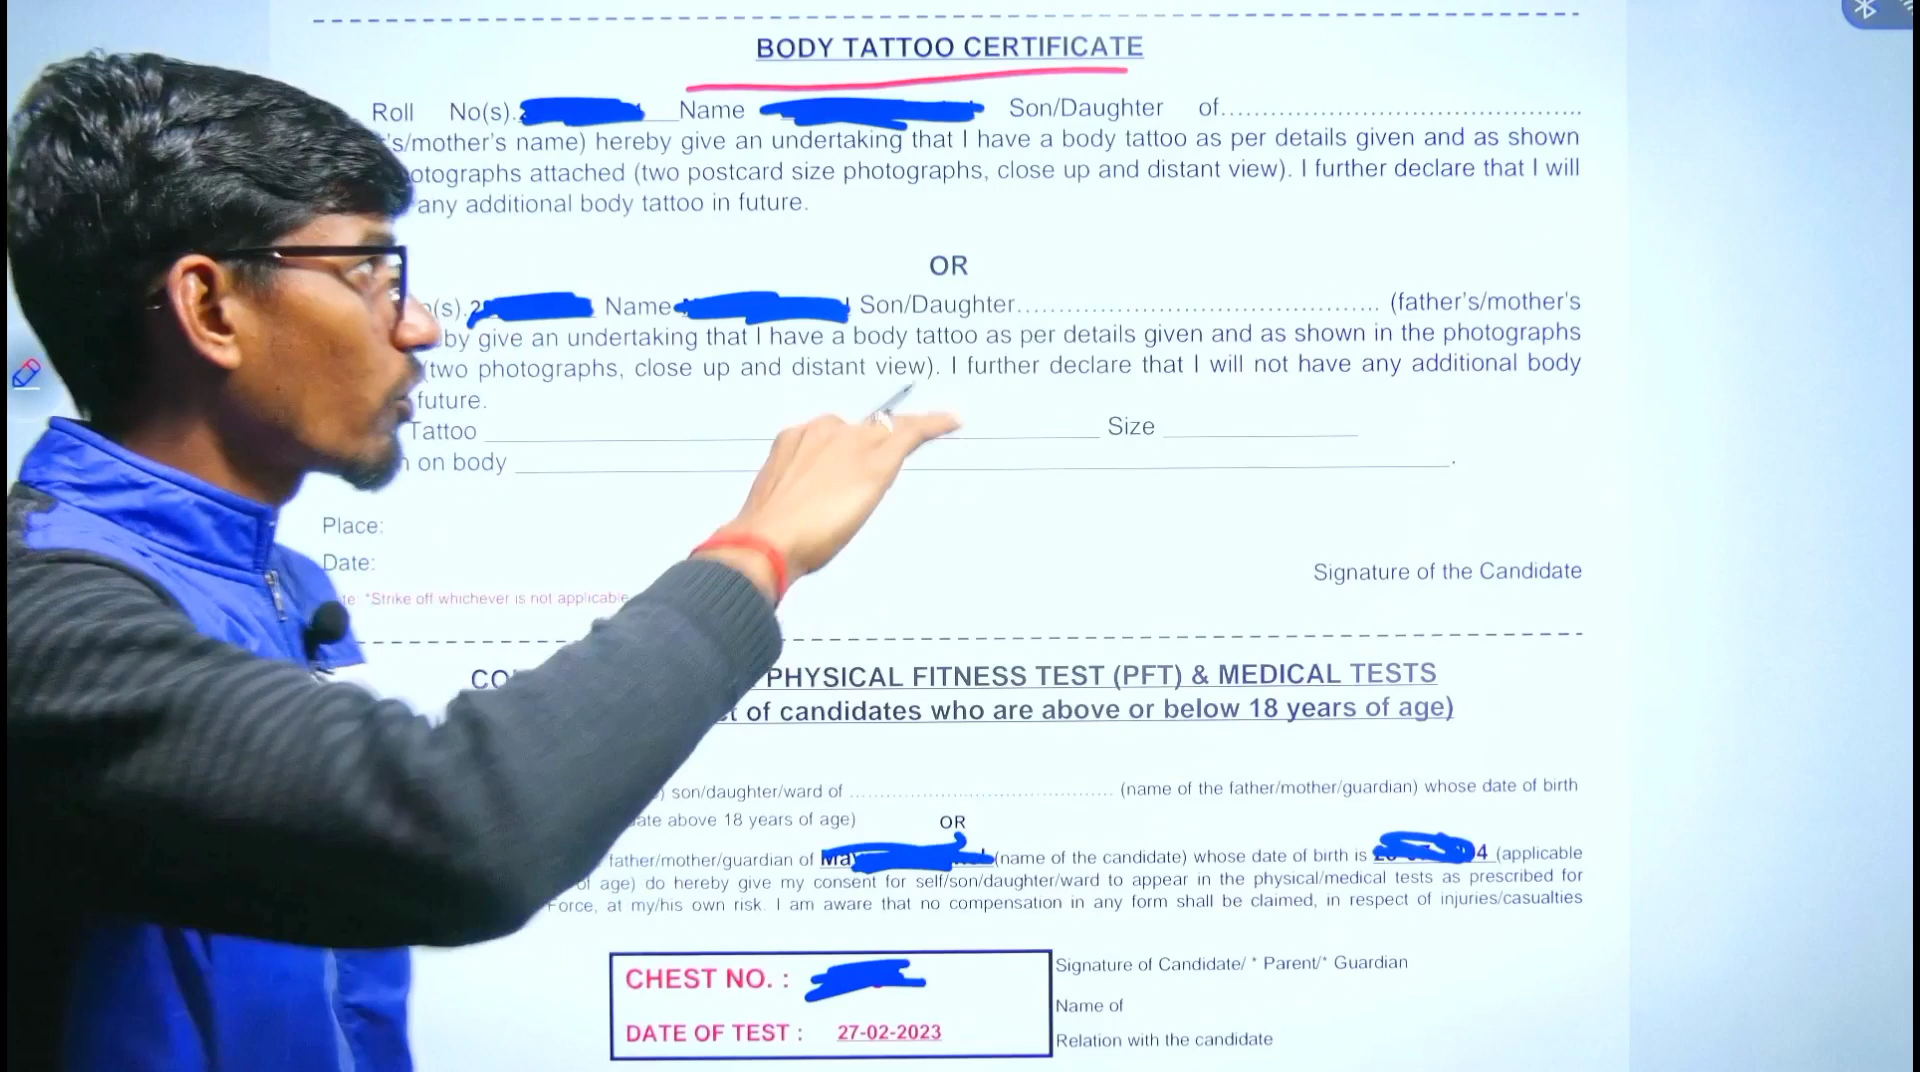 BODY TATTOO CERTIFICATE
Roll No(s). Name Son/Daughter of
's/mother's name) hereby give an undertaking that I have a body tattoo as per details given and as shown
otographs attached (two postcard size photographs, close up and distant view). I further declare that I will
any additional body tattoo in future.
OR
(s).2 Name Son/Daughter (father's/mother's
by give an undertaking that I have a body tattoo as per details given and as shown in the photographs
(two photographs, close up and distant view). I further declare that I will not have any additional body
future.
Tattoo Size
on body
Place:
Date:
Signature of the Candidate
te *Strike off whichever is not applicable
CO PHYSICAL FITNESS TEST (PFT) & MEDICAL TESTS
of candidates who are above or below 18 years of age)
) son/daughter/ward of (name of the father/mother/guardian) whose date of birth
ate above 18 years of age)
OR
father/mother/guardian of May (name of the candidate) whose date of birth is 4 (applicable
of age) do hereby give my consent for self/son/daughter/ward to appear in the physical/medical tests as prescribed for
Force, at my/his own risk. I am aware that no compensation in any form shall be claimed, in respect of injuries/casualties
CHEST NO. :
DATE OF TEST : 27-02-2023
Signature of Candidate/ * Parent/* Guardian
Name of
Relation with the candidate